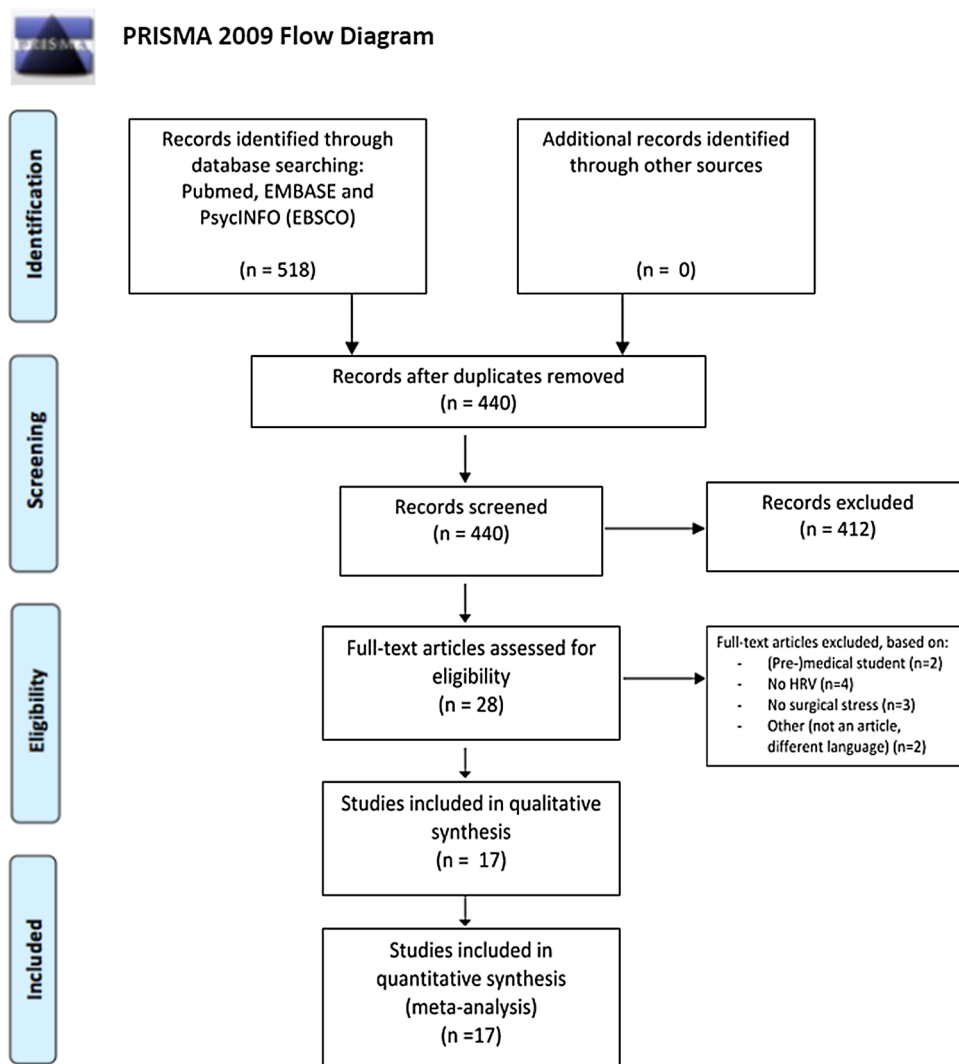 PRISMA
PRISMA 2009 Flow Diagram
Identification
Records identified through
database searching:
Pubmed, EMBASE and
PsycINFO (EBSCO)
(n = 518)
Additional records identified
through other sources
(n = 0)
Screening
Records after duplicates removed
(n = 440)
Records screened
(n = 440)
Records excluded
(n = 412)
Eligibility
Full-text articles assessed for
eligibility
(n = 28)
Full-text articles excluded, based on:
- (Pre-)medical student (n=2)
- No HRV (n=4)
- No surgical stress (n=3)
- Other (not an article,
different language) (n=2)
Studies included in qualitative
synthesis
(n = 17)
Included
Studies included in
quantitative synthesis
(meta-analysis)
(n =17)